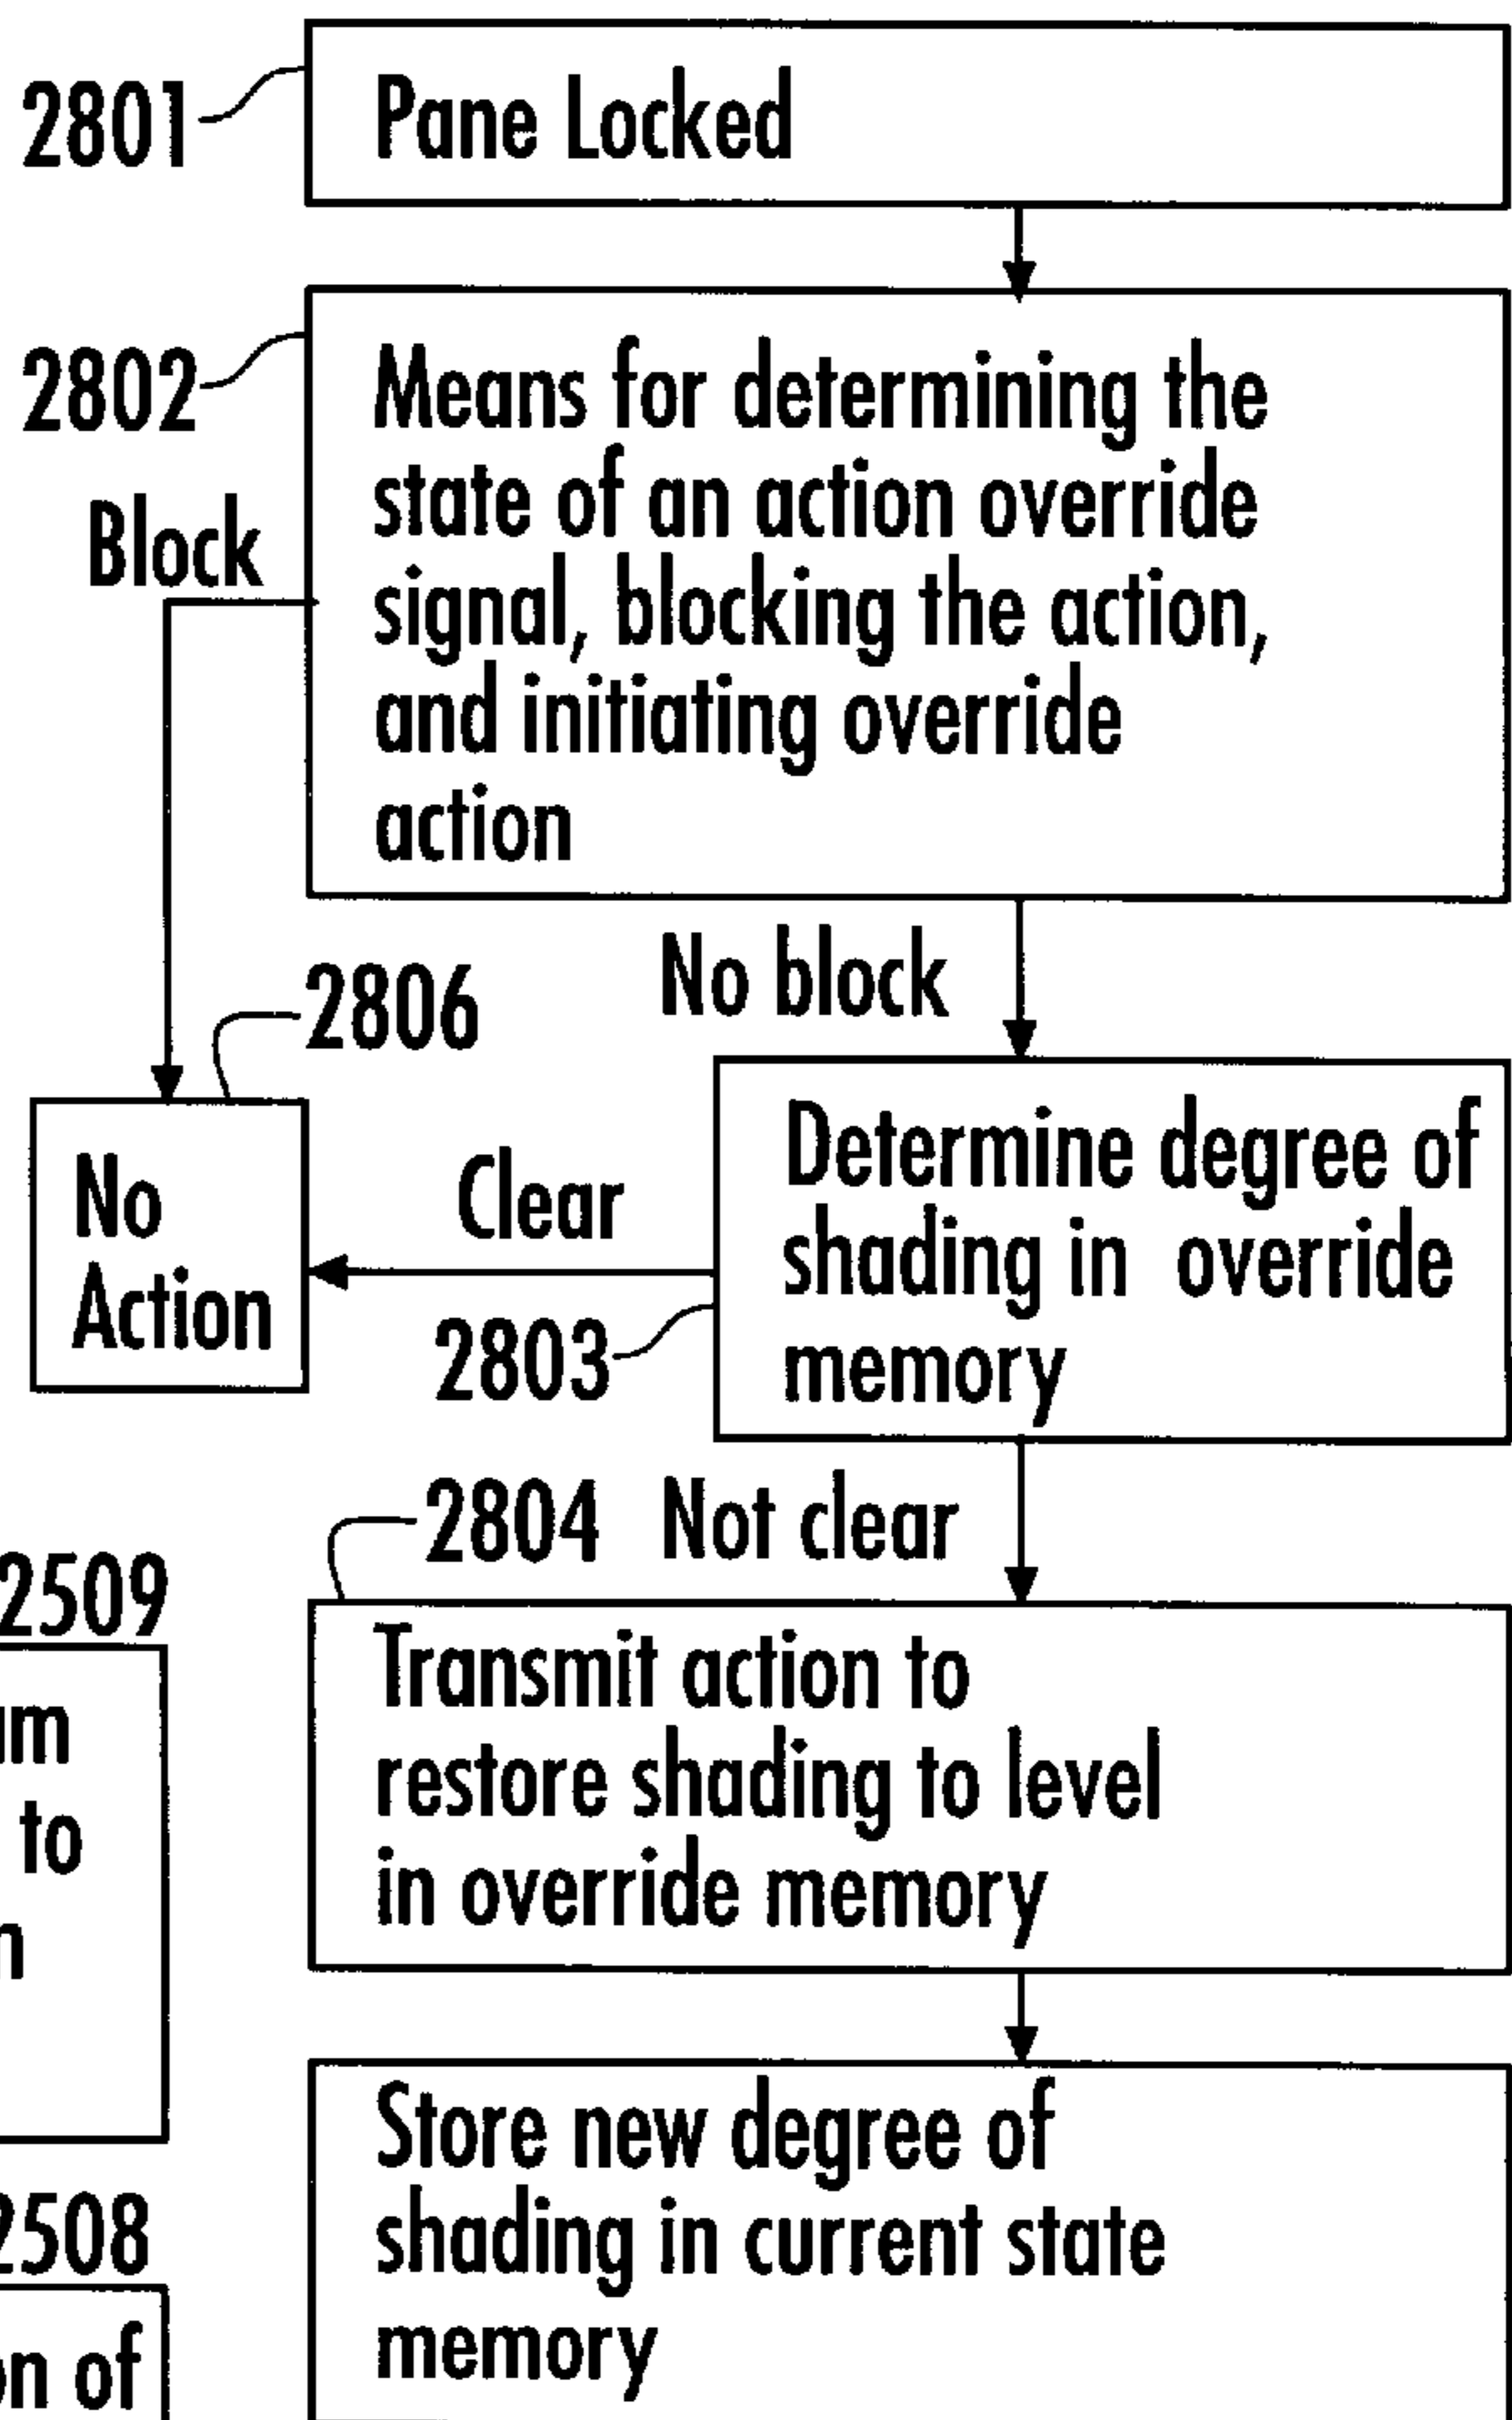 2801
Pane Locked
2802
Means for determining the
state of an action override
signal, blocking the action,
and initiating override
action
Block
No block
2806
No
Action
Clear
2803
Determine degree of
shading in override
memory
2804
Not clear
Transmit action to
restore shading to level
in override memory
Store new degree of
shading in current state
memory
2509
to
2508
of